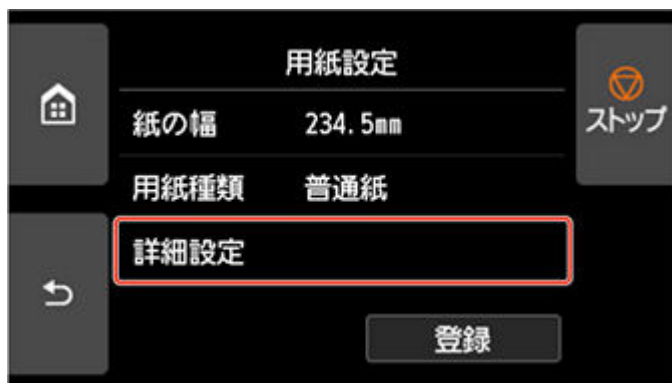 用紙設定
ストップ
紙の幅 234.5mm
用紙種類 普通紙
詳細設定
登録